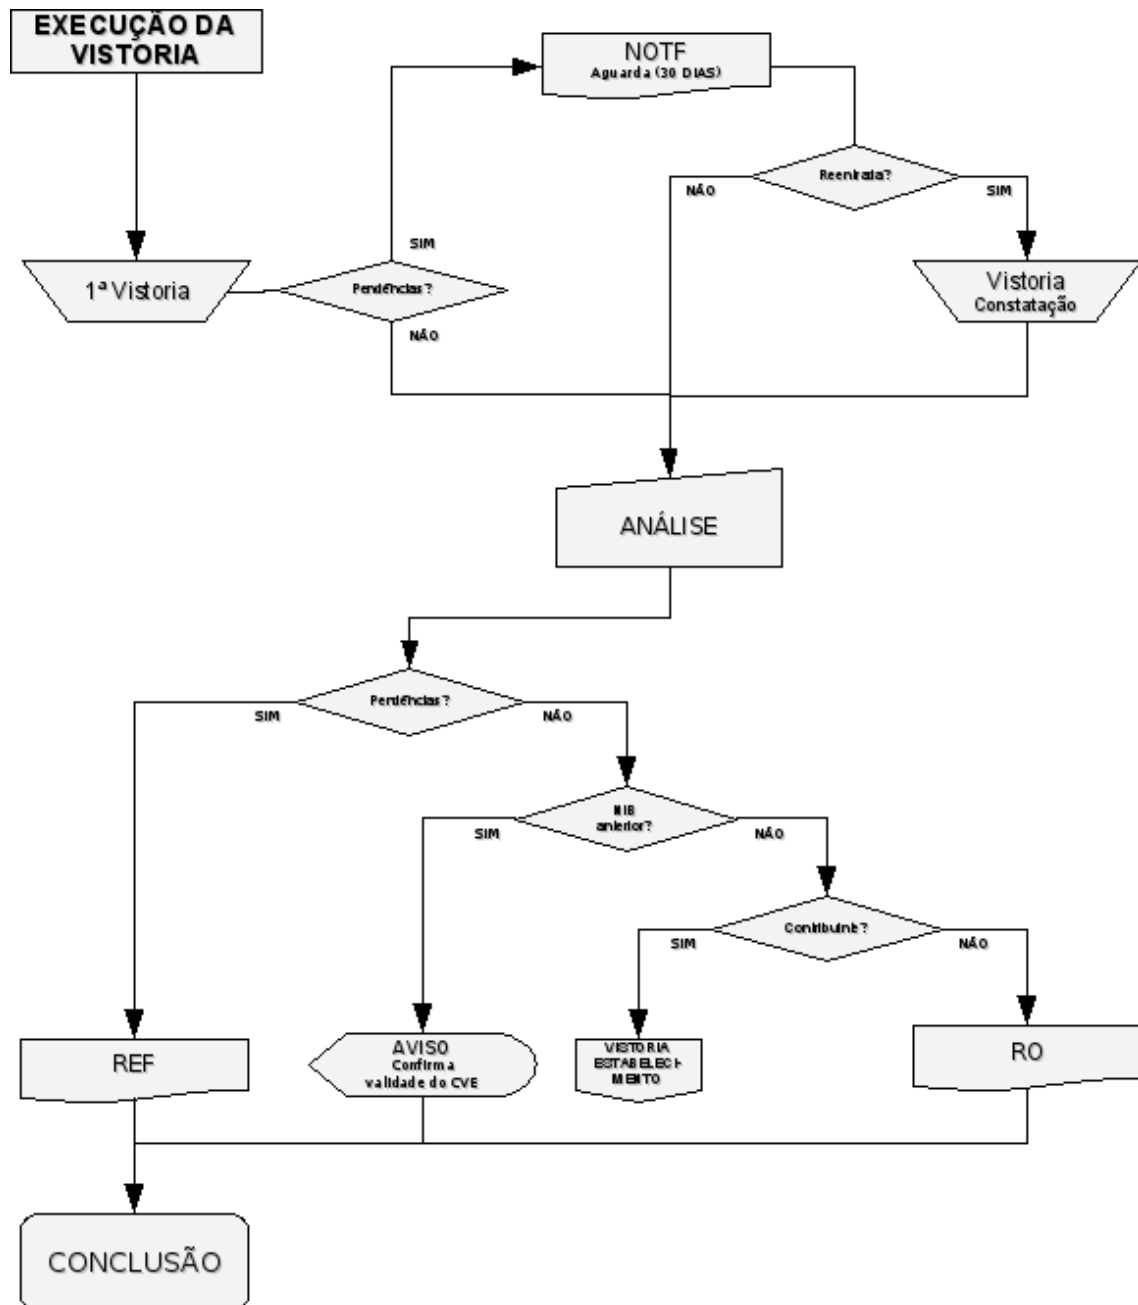 EXECUÇÃO DA
VISTORIA
NOTF
Aguarda (30 DIAS)
Reentrada?
NÃO
SIM
SIM
1ª Vistoria
Pendências?
NÃO
Vistoria
Constatação
ANÁLISE
Pendências?
SIM
NÃO
anterior?
SIM
NÃO
Contribuinte?
SIM
NÃO
REF
AVISO
Confirma
validade do CVE
VISTORIA
ESTABELECI-
MENTO
RO
CONCLUSÃO